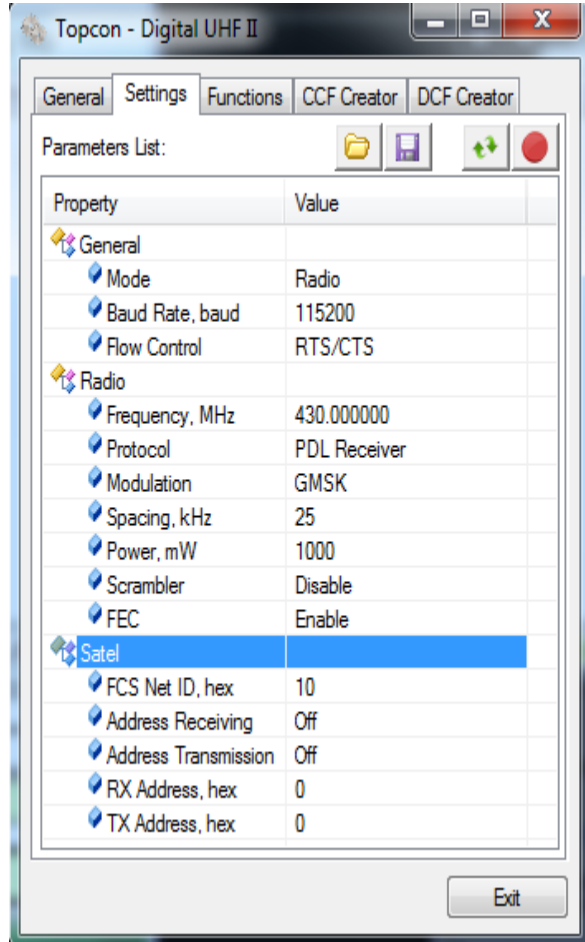 Topcon - Digital UHF II
General Settings Functions CCF Creator DCF Creator
Parameters List:
Property Value
General
Mode Radio
Baud Rate, baud 115200
Flow Control RTS/CTS
Radio
Frequency, MHz 430.000000
Protocol PDL Receiver
Modulation GMSK
Spacing, kHz 25
Power, mW 1000
Scrambler Disable
FEC Enable
Satel
FCS Net ID, hex 10
Address Receiving Off
Address Transmission Off
RX Address, hex 0
TX Address, hex 0
Exit